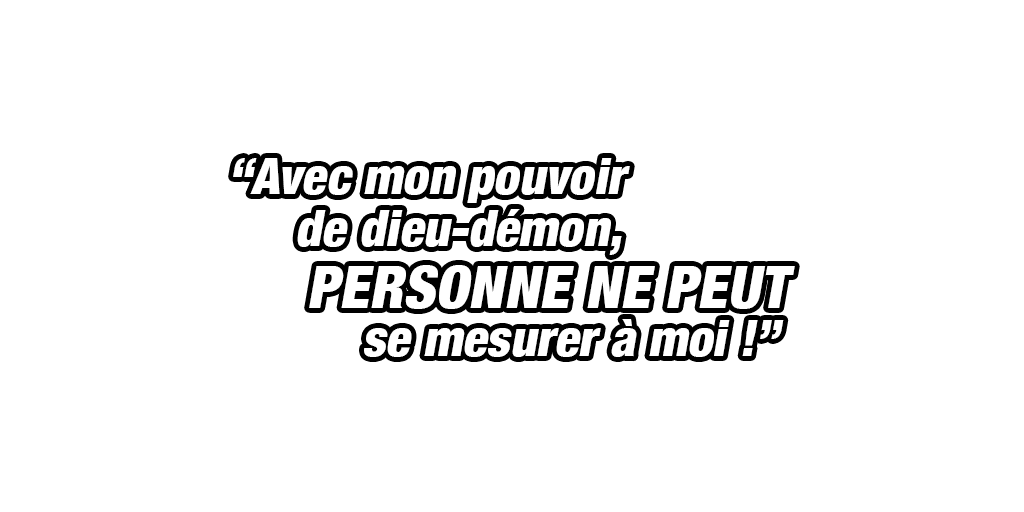 “Avec mon pouvoir
de dieu-démon,
PERSONNE NE PEUT
se mesurer à moi !”